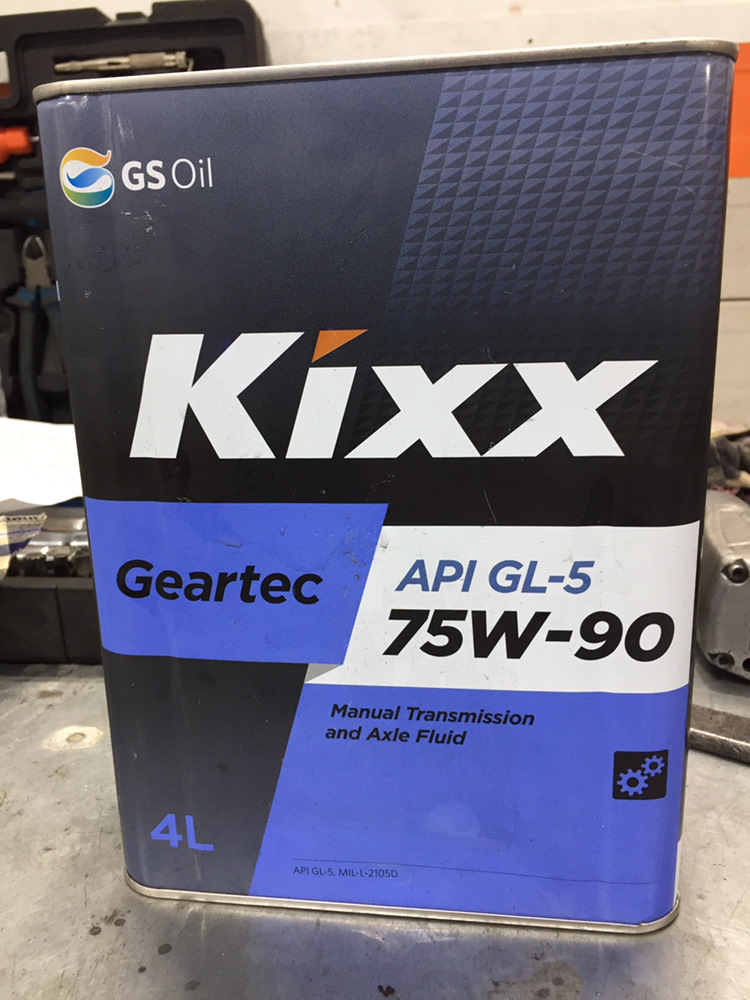 GS Oil
Kixx
Geartec
API GL-5
75W-90
Manual Transmission
and Axle Fluid
4L
API GL-5, MIL-L-2105D